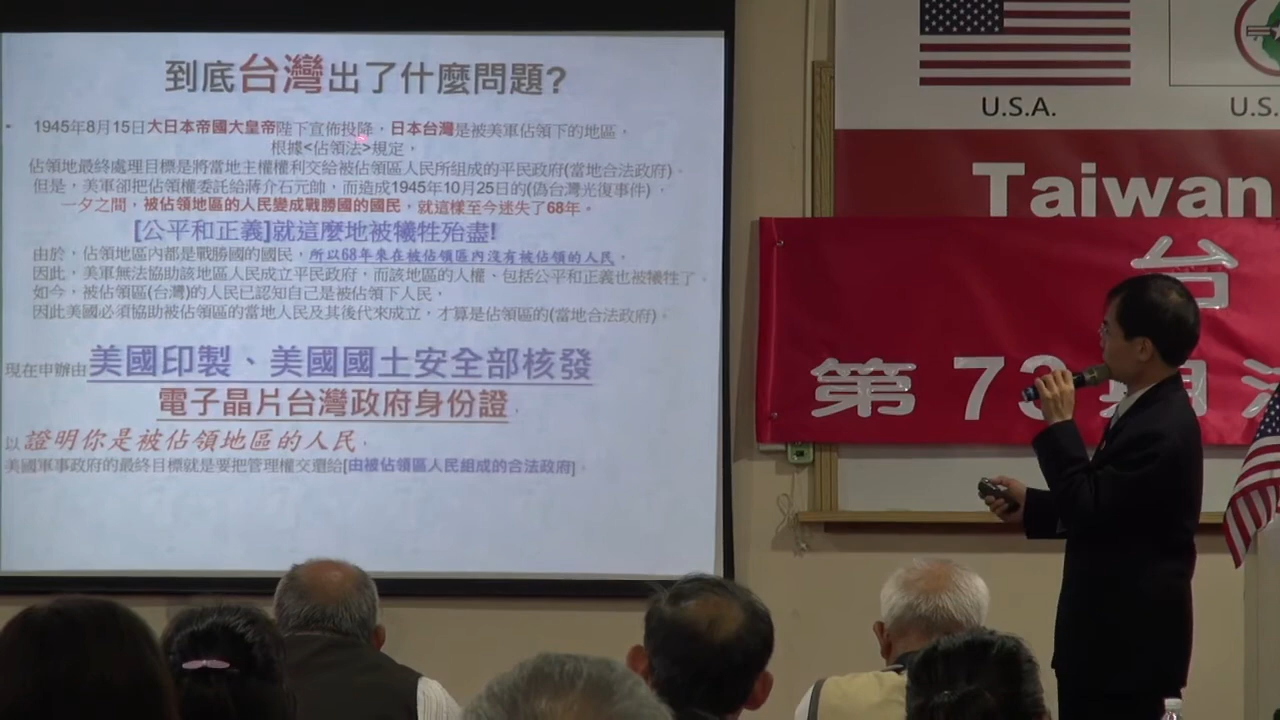 到底台灣出了什麼問題?
- 1945年8月15日大日本帝國大皇帝陛下宣佈投降，日本台灣是被美軍佔領下的地區，
根據<佔領法>規定，
佔領地最終處理目標是將當地主權權利交給被佔領區人民所組成的平民政府(當地合法政府)。
但是，美軍卻把佔領權委託給蔣介石元帥，而造成1945年10月25日的(偽台灣光復事件)，
一夕之間，被佔領地區的人民變成戰勝國的國民，就這樣至今迷失了68年。
[公平和正義]就這麼地被犧牲殆盡!
由於，佔領地區內都是戰勝國的國民，所以68年來在被佔領區內沒有被佔領的人民，
因此，美軍無法協助該地區人民成立平民政府，而該地區的人權、包括公平和正義也被犧牲了。
如今，被佔領區(台灣)的人民已認知自己是被佔領下人民，
因此美國必須協助被佔領區的當地人民及其後代來成立，才算是佔領區的(當地合法政府)。
現在申辦由美國印製、美國國土安全部核發
電子晶片台灣政府身份證，
以證明你是被佔領地區的人民，
美國軍事政府的最終目標就是要把管理權交還給[由被佔領區人民組成的合法政府]。
U.S.A.
U.S.
Taiwan
台
第 73期法